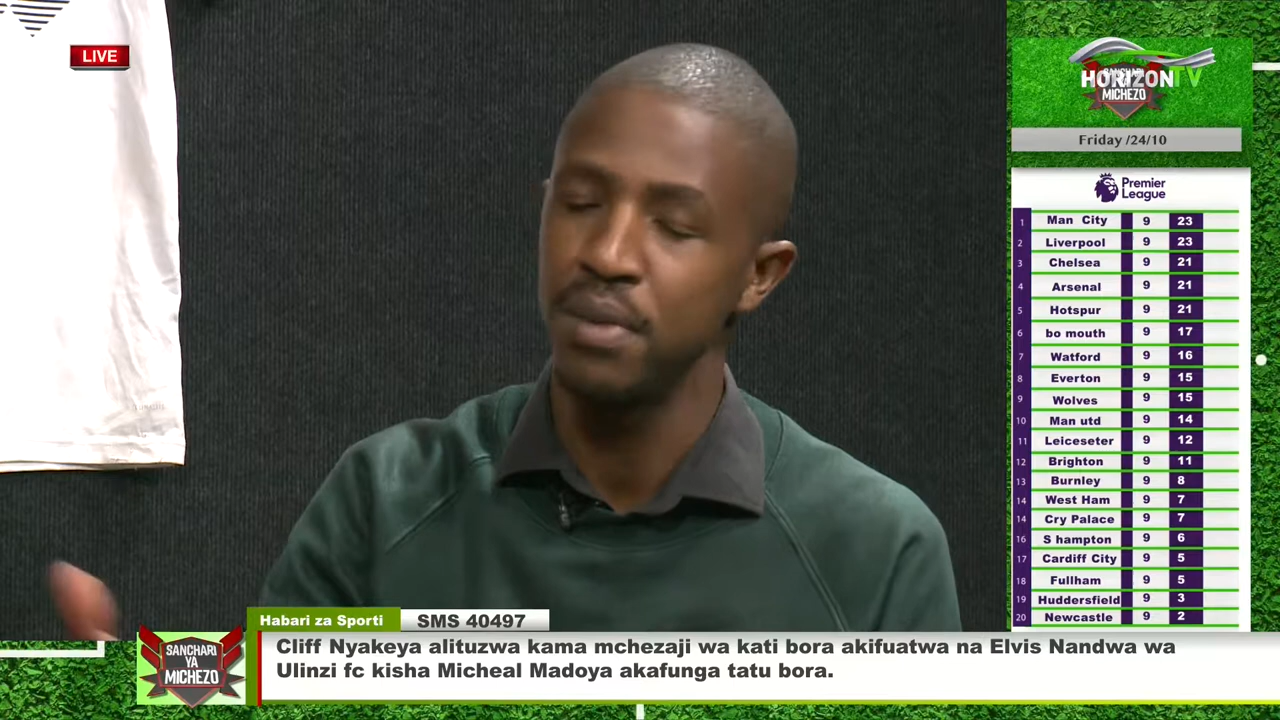 LIVE
HORIZON TV
SANCHARI
MICHEZO
Friday /24/10
Premier
League
1 Man City 9 23
2 Liverpool 9 23
3 Chelsea 9 21
4 Arsenal 9 21
5 Hotspur 9 21
6 bo mouth 9 17
7 Watford 9 16
8 Everton 9 15
9 Wolves 9 15
10 Man utd 9 14
11 Leiceseter 9 12
12 Brighton 9 11
13 Burnley 9 8
14 West Ham 9 7
14 Cry Palace 9 7
16 S hampton 9 6
17 Cardiff City 9 5
18 Fullham 9 5
19 Huddersfield 9 3
20 Newcastle 9 2
Habari za Sporti SMS 40497
SANCHARI
YA
MICHEZO
Cliff Nyakeya alituzwa kama mchezaji wa kati bora akifuatwa na Elvis Nandwa wa
Ulinzi fc kisha Micheal Madoya akafunga tatu bora.